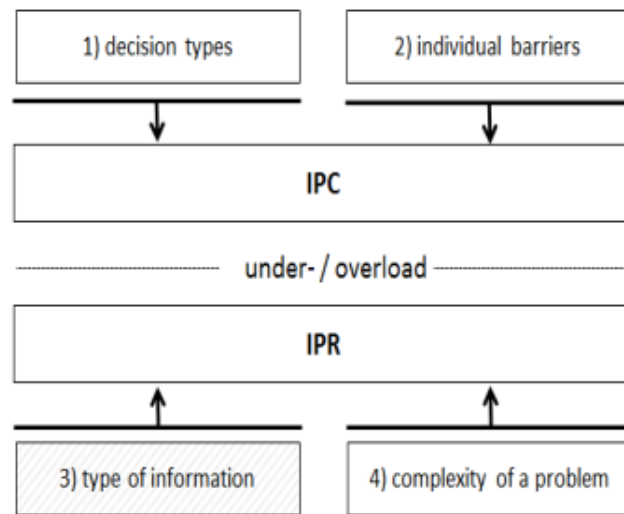 1) decision types
2) individual barriers
IPC
under- / overload
IPR
3) type of information
4) complexity of a problem